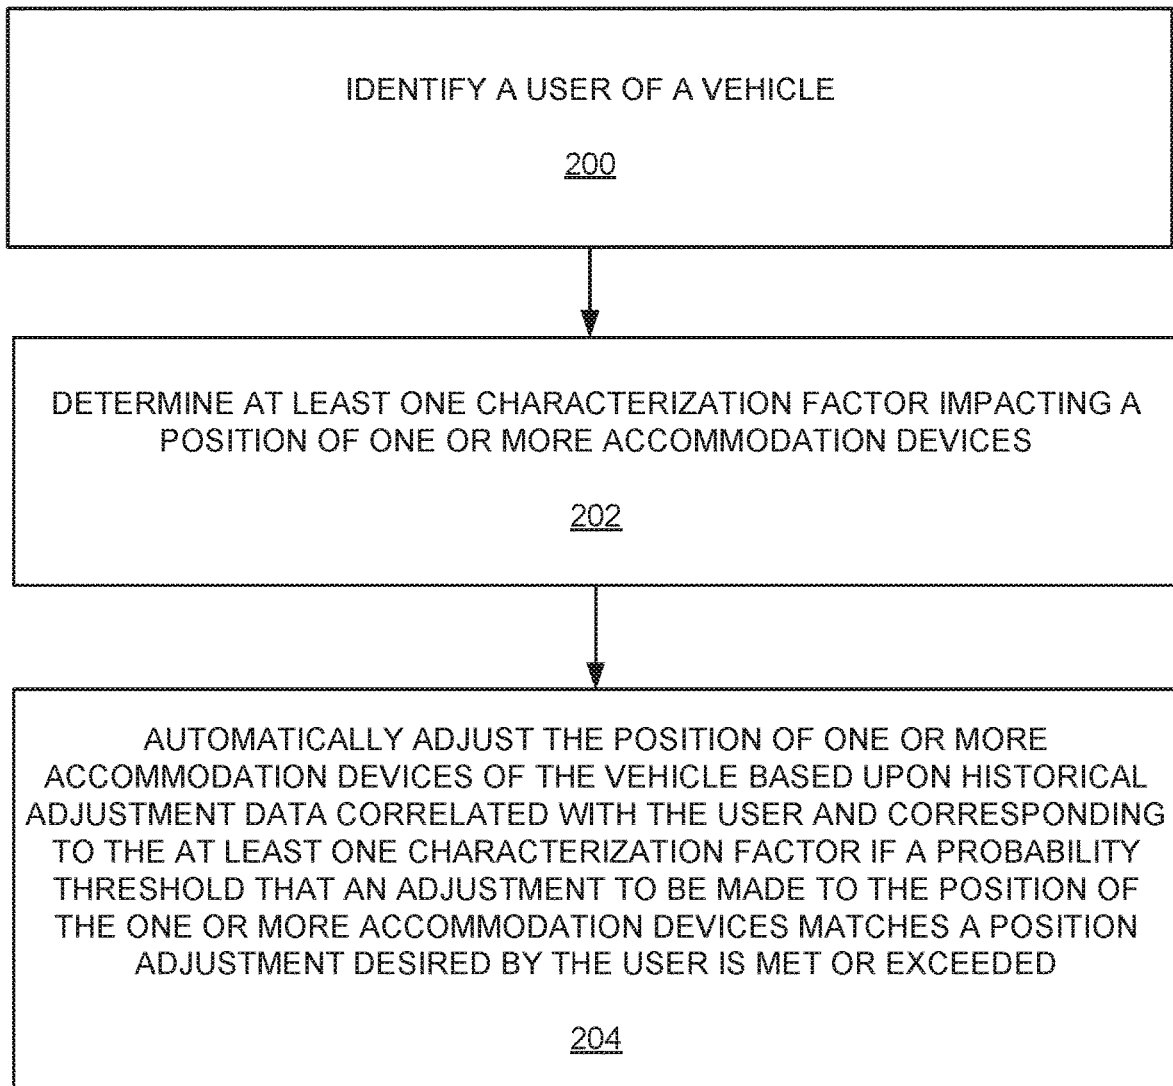 IDENTIFY A USER OF A VEHICLE
200
DETERMINE AT LEAST ONE CHARACTERIZATION FACTOR IMPACTING A
POSITION OF ONE OR MORE ACCOMMODATION DEVICES
202
AUTOMATICALLY ADJUST THE POSITION OF ONE OR MORE
ACCOMMODATION DEVICES OF THE VEHICLE BASED UPON HISTORICAL
ADJUSTMENT DATA CORRELATED WITH THE USER AND CORRESPONDING
TO THE AT LEAST ONE CHARACTERIZATION FACTOR IF A PROBABILITY
THRESHOLD THAT AN ADJUSTMENT TO BE MADE TO THE POSITION OF
THE ONE OR MORE ACCOMMODATION DEVICES MATCHES A POSITION
ADJUSTMENT DESIRED BY THE USER IS MET OR EXCEEDED
204